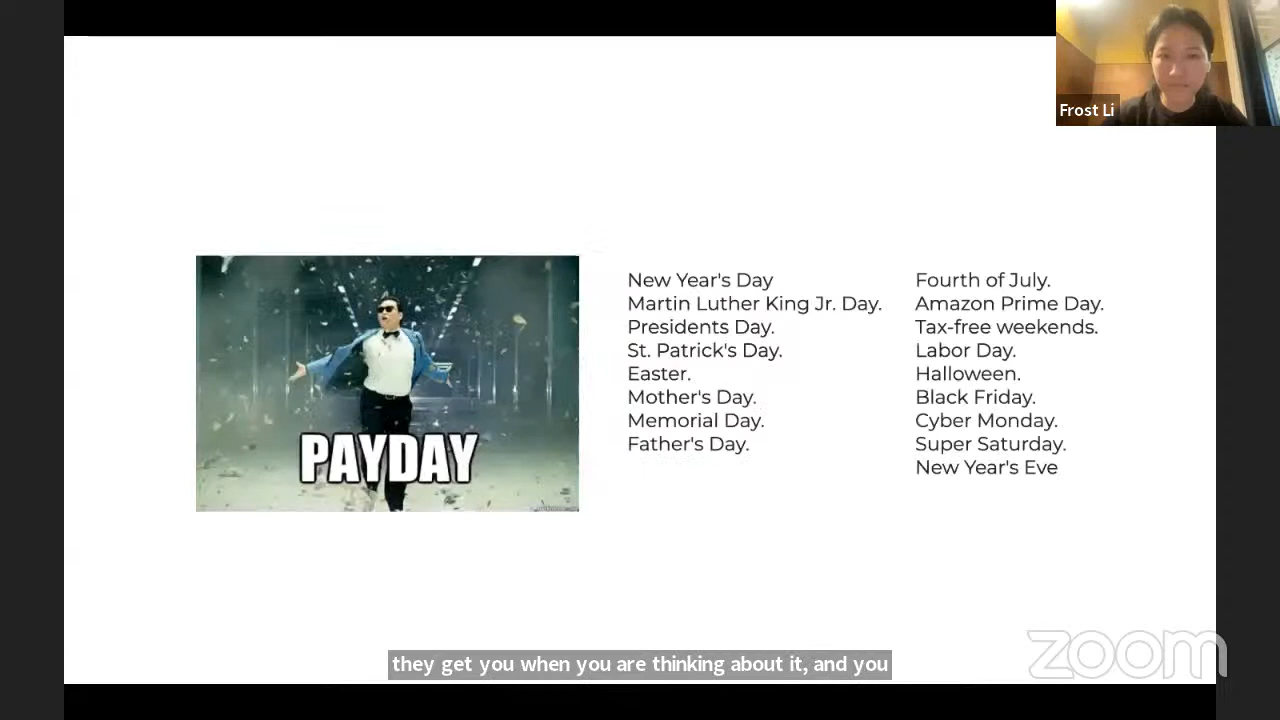 Frost Li
PAYDAY
New Year's Day
Martin Luther King Jr. Day.
Presidents Day.
St. Patrick's Day.
Easter.
Mother's Day.
Memorial Day.
Father's Day.
Fourth of July.
Amazon Prime Day.
Tax-free weekends.
Labor Day.
Halloween.
Black Friday.
Cyber Monday.
Super Saturday.
New Year's Eve
they get you when you are thinking about it, and you
zoom